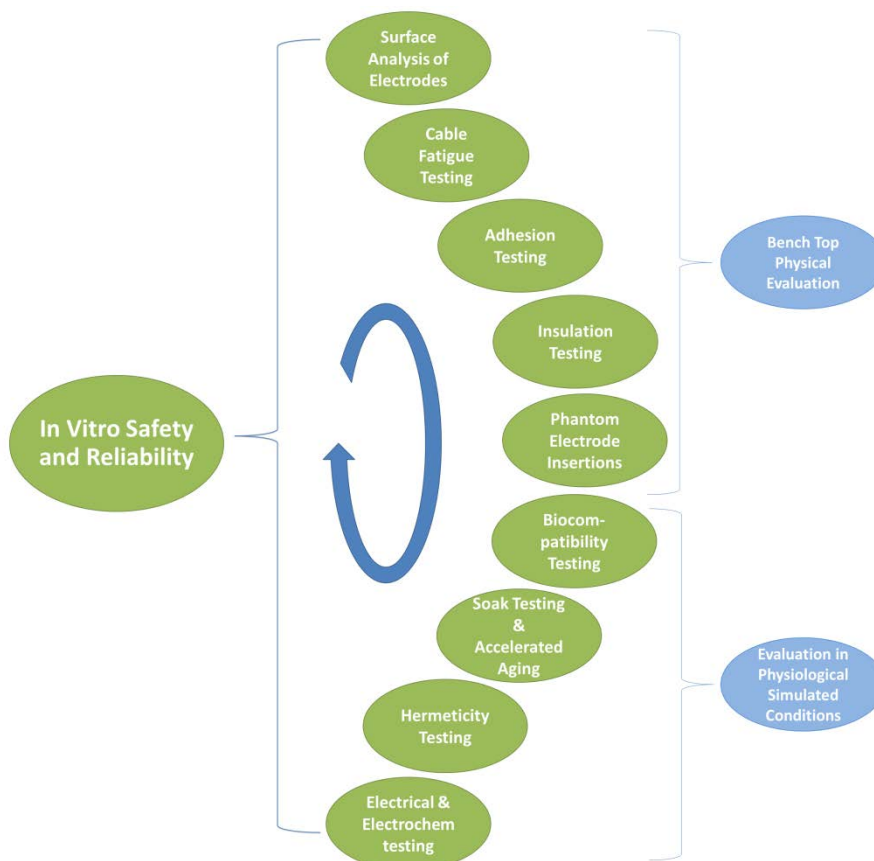 Surface
Analysis of
Electrodes
Cable
Fatigue
Testing
Adhesion
Testing
Bench Top
Physical
Evaluation
Insulation
Testing
In Vitro Safety
and Reliability
Phantom
Electrode
Insertions
Biocom-
patibility
Testing
Soak Testing
&
Accelerated
Aging
Evaluation in
Physiological
Simulated
Conditions
Hermeticity
Testing
Electrical &
Electrochem
testing